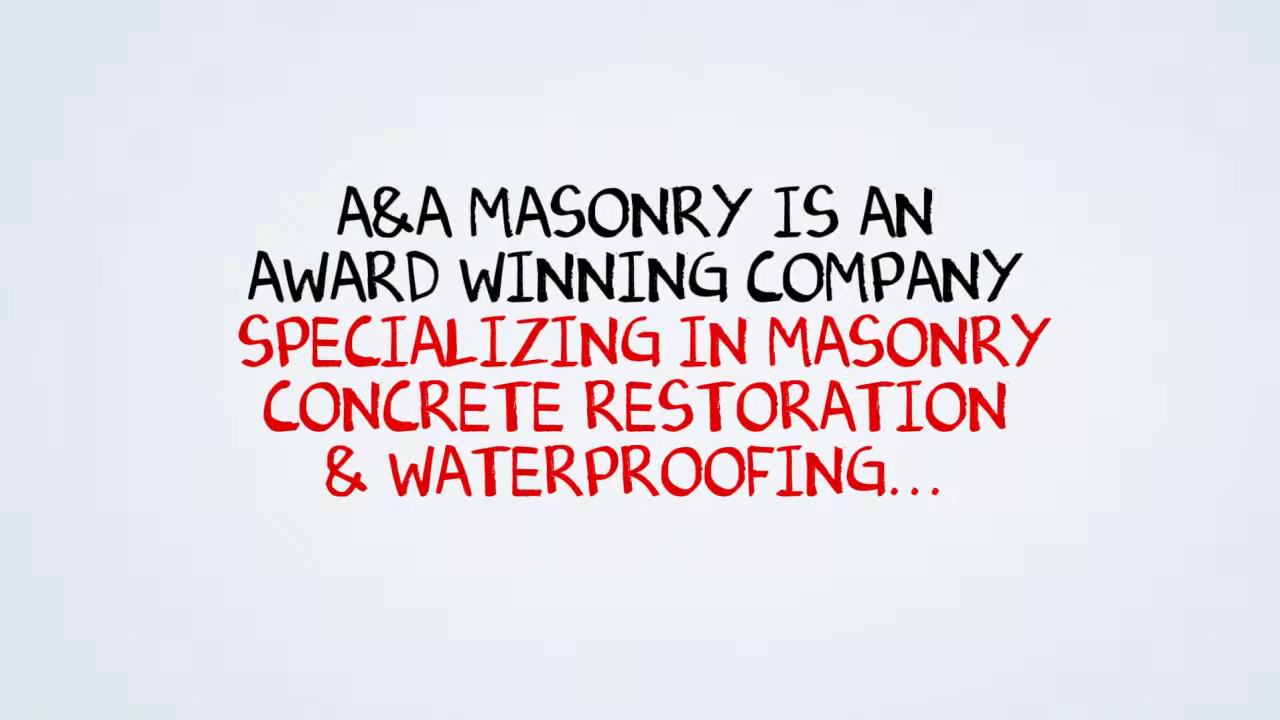 A&A MASONRY IS AN
AWARD WINNING COMPANY
SPECIALIZING IN MASONRY
CONCRETE RESTORATION
& WATERPROOFING...